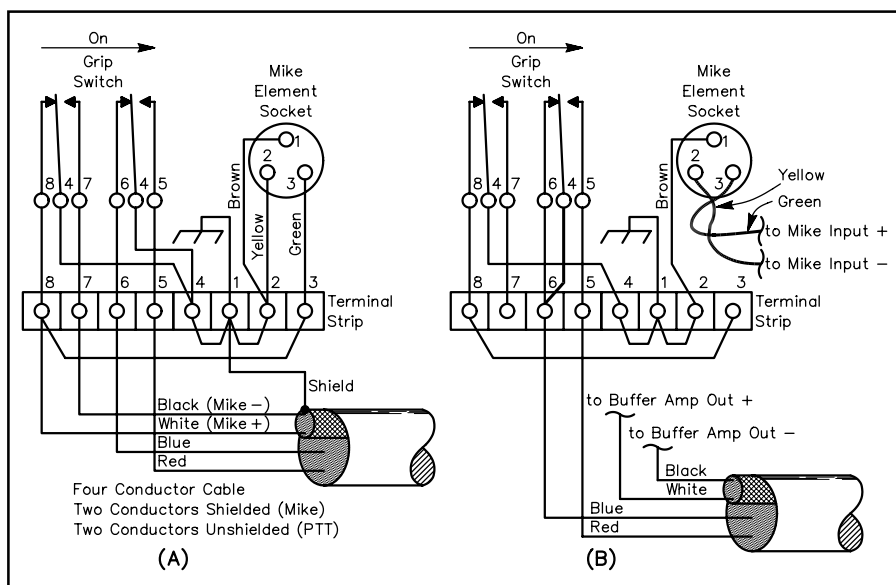 On
Grip
Switch
Mike
Element
Socket
1
2
3
8 4 7 6 4 5
Brown
Yellow
Green
8 7 6 5 4 1 2 3
Terminal
Strip
Shield
Black (Mike -)
White (Mike +)
Blue
Red
Four Conductor Cable
Two Conductors Shielded (Mike)
Two Conductors Unshielded (PTT)
(A)
On
Grip
Switch
Mike
Element
Socket
1
2
3
8 4 7 6 4 5
Brown
Yellow
Green
to Mike Input +
to Mike Input -
8 7 6 5 4 1 2 3
Terminal
Strip
to Buffer Amp Out +
to Buffer Amp Out -
Black
White
Blue
Red
(B)